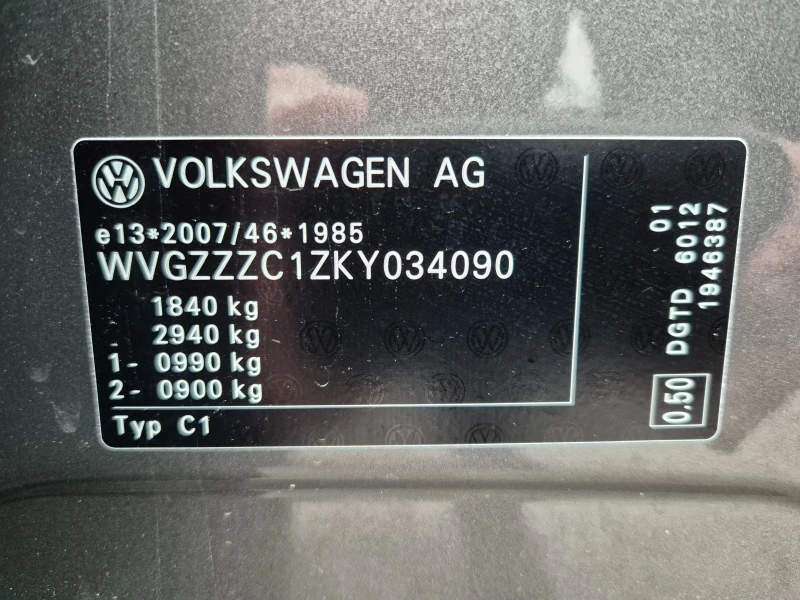 VOLKSWAGEN AG
e13*2007/46*1985
WVGZZZC1ZKY034090
1840 kg
2940 kg
1- 0990 kg
2- 0900 kg
Typ C1
01
DGTD 6012
1946387
0.50